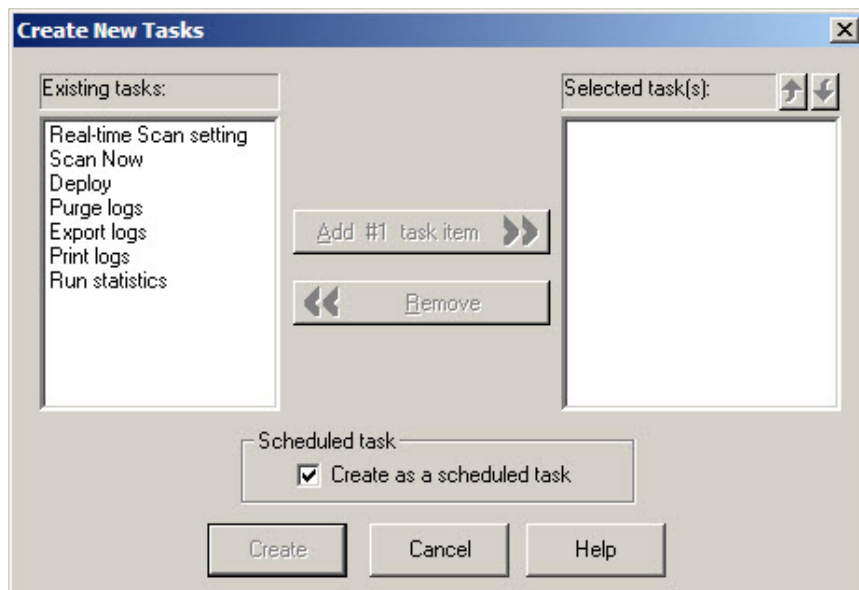 Create New Tasks
Existing tasks:
Selected task(s):
Real-time Scan setting
Scan Now
Deploy
Purge logs
Export logs
Print logs
Run statistics
Add #1 task item
Remove
Scheduled task
Create as a scheduled task
Create
Cancel
Help